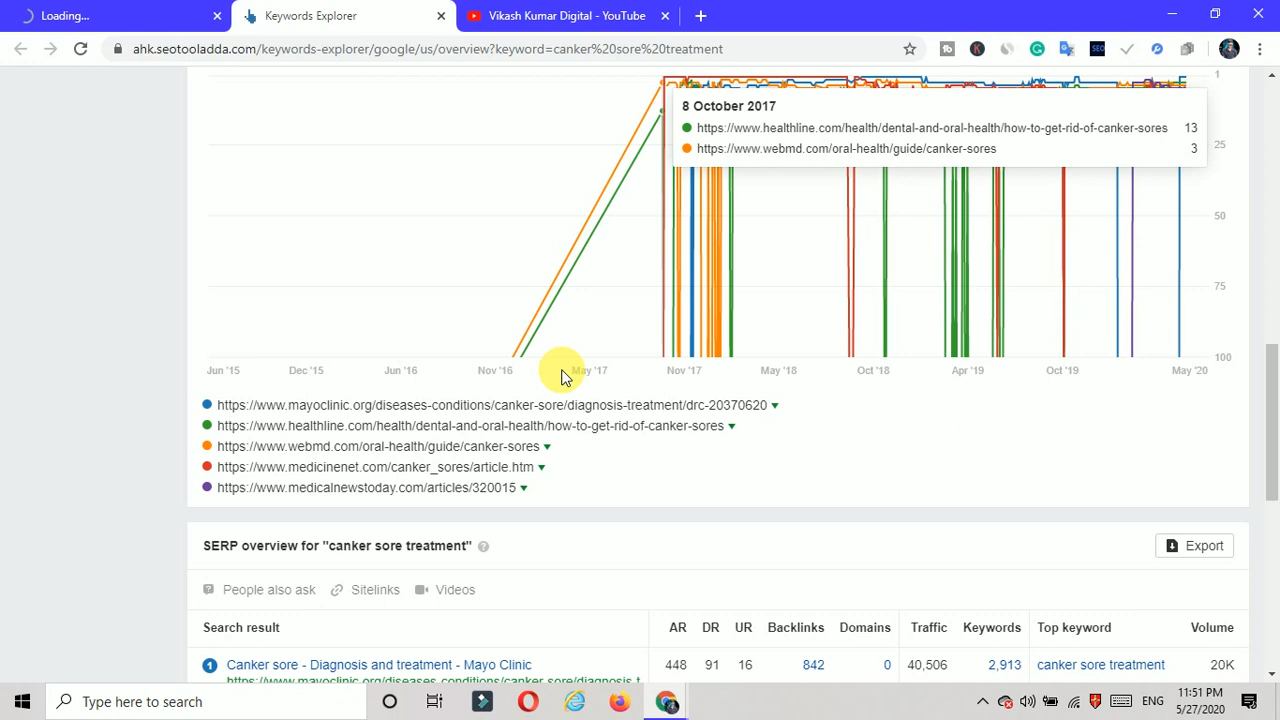 Loading...
Keywords Explorer
Vikash Kumar Digital - YouTube
ahk.seotooladda.com/keywords-explorer/google/us/overview?keyword=canker%20sore%20treatment
1
8 October 2017
https://www.healthline.com/health/dental-and-oral-health/how-to-get-rid-of-canker-sores 13
https://www.webmd.com/oral-health/guide/canker-sores 3
25
50
75
100
Jun '15 Dec '15 Jun '16 Nov '16 May '17 Nov '17 May '18 Oct '18 Apr '19 Oct '19 May '20
https://www.mayoclinic.org/diseases-conditions/canker-sore/diagnosis-treatment/drc-20370620
https://www.healthline.com/health/dental-and-oral-health/how-to-get-rid-of-canker-sores
https://www.webmd.com/oral-health/guide/canker-sores
https://www.medicinenet.com/canker_sores/article.htm
https://www.medicalnewstoday.com/articles/320015
SERP overview for "canker sore treatment" ?
Export
People also ask Sitelinks Videos
Search result AR DR UR Backlinks Domains Traffic Keywords Top keyword Volume
1 Canker sore - Diagnosis and treatment - Mayo Clinic 448 91 16 842 0 40,506 2,913 canker sore treatment 20K
https://www.mayoclinic.org/diseases-conditions/canker-sore/diagnosis-t
Type here to search
ENG
11:51 PM
5/27/2020